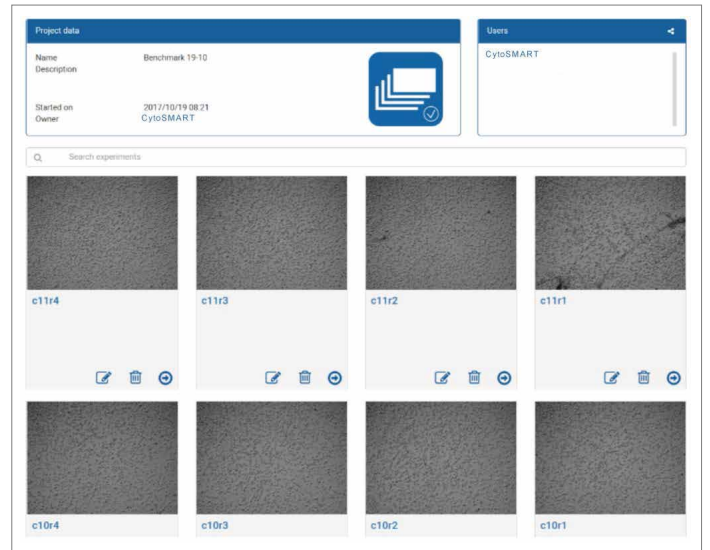 Project data
Name Benchmark 19-10
Description
Started on 2017/10/19 08:21
Owner CytoSMART
Users
CytoSMART
Search experiments
c11r4 c11r3 c11r2 c11r1
c10r4 c10r3 c10r2 c10r1